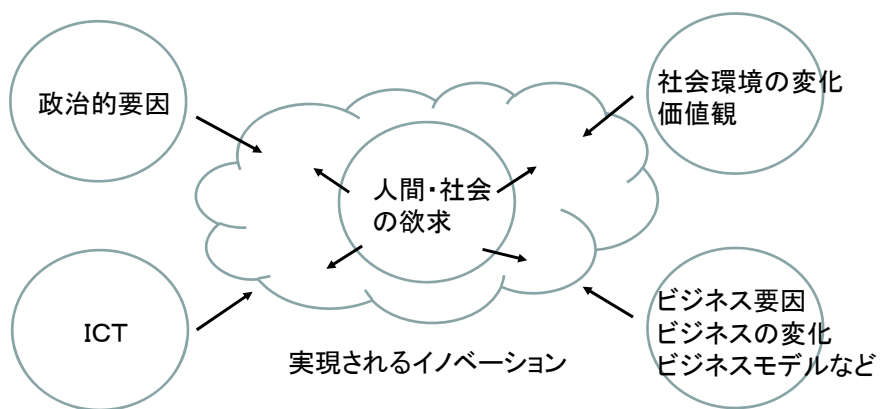 政治的要因
社会環境の変化
価値観
人間・社会
の欲求
ICT
ビジネス要因
ビジネスの変化
ビジネスモデルなど
実現されるイノベーション